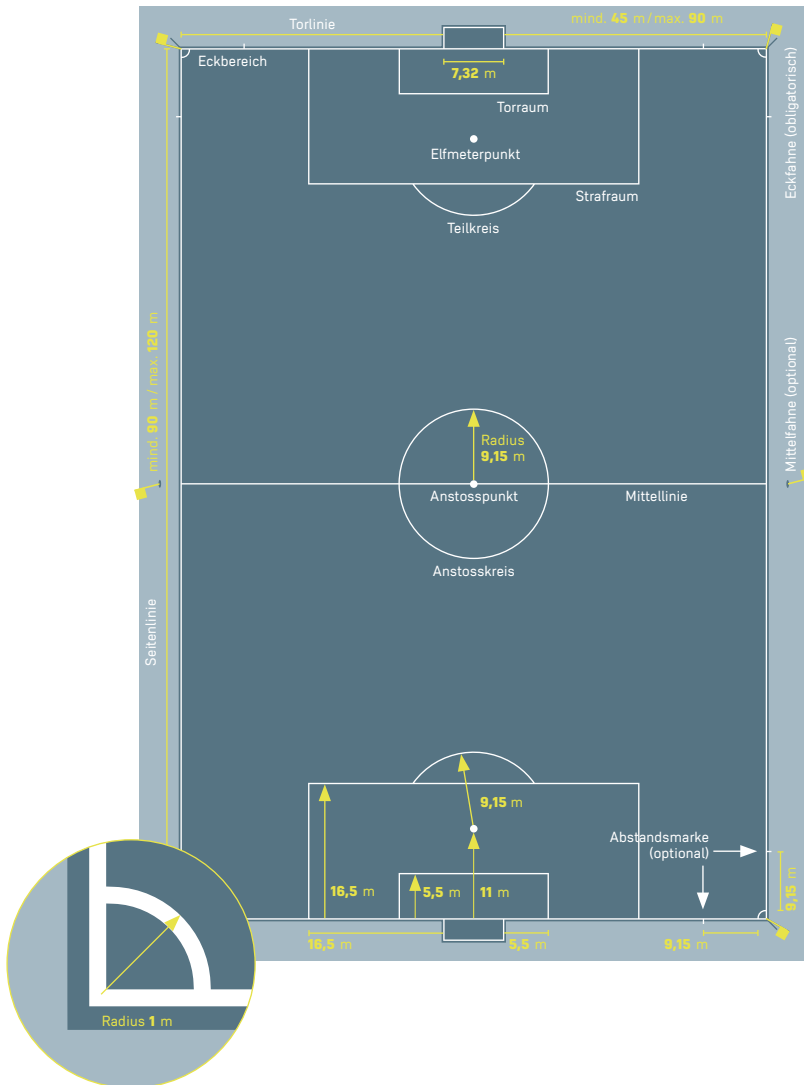 Torlinie
mind. 45 m / max. 90 m
Eckbereich
7,32 m
Torraum
Eckfahne (obligatorisch)
Elfmeterpunkt
Strafraum
Teilkreis
mind. 90 m / max. 120 m
Mittelfahne (optional)
Radius
9,15 m
Anstosspunkt
Mittellinie
Anstosskreis
Seitenlinie
9,15 m
Abstandsmarke
(optional)
16,5 m
5,5 m
11 m
9,15 m
16,5 m
5,5 m
9,15 m
Radius 1 m